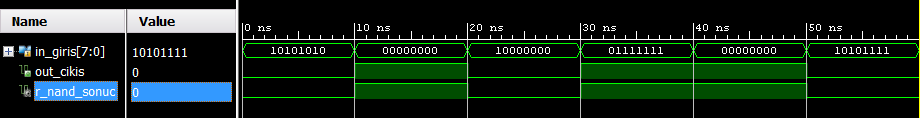 Name Value 0 ns 10 ns 20 ns 30 ns 40 ns 50 ns
in_giris[7:0] 10101111 10101010 00000000 10000000 01111111 00000000 10101111
out_cikis 0
r_nand_sonuc 0